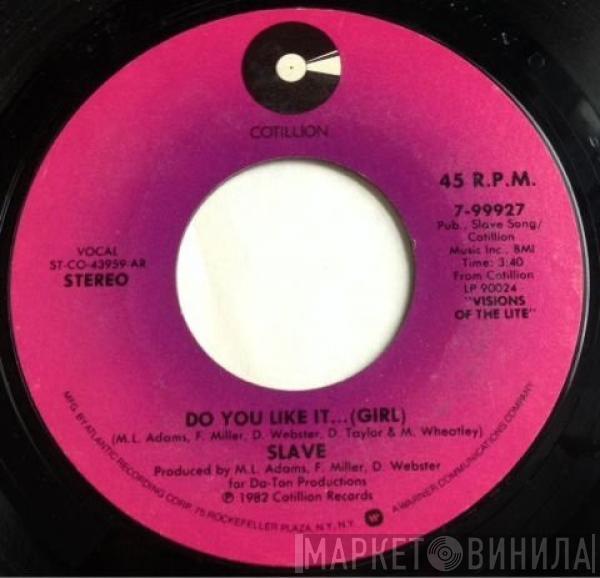 COTILLION
45 R.P.M.
7-99927
Pub., Slave Song/
Cotillion
Music Inc., BMI
Time: 3:40
From Cotillion
LP 90024
"VISIONS
OF THE LITE"
VOCAL
ST-CO-43959-AR
STEREO
DO YOU LIKE IT...(GIRL)
(M.L. Adams, F. Miller, D. Webster, D. Taylor & M. Wheatley)
SLAVE
Produced by M.L. Adams, F. Miller, D. Webster
for Da-Ton Productions
℗ 1982 Cotillion Records
MFG. BY ATLANTIC RECORDING CORP., 75 ROCKEFELLER PLAZA, N.Y., N.Y. W A WARNER COMMUNICATIONS COMPANY
МАРКЕТ ВИНИЛА